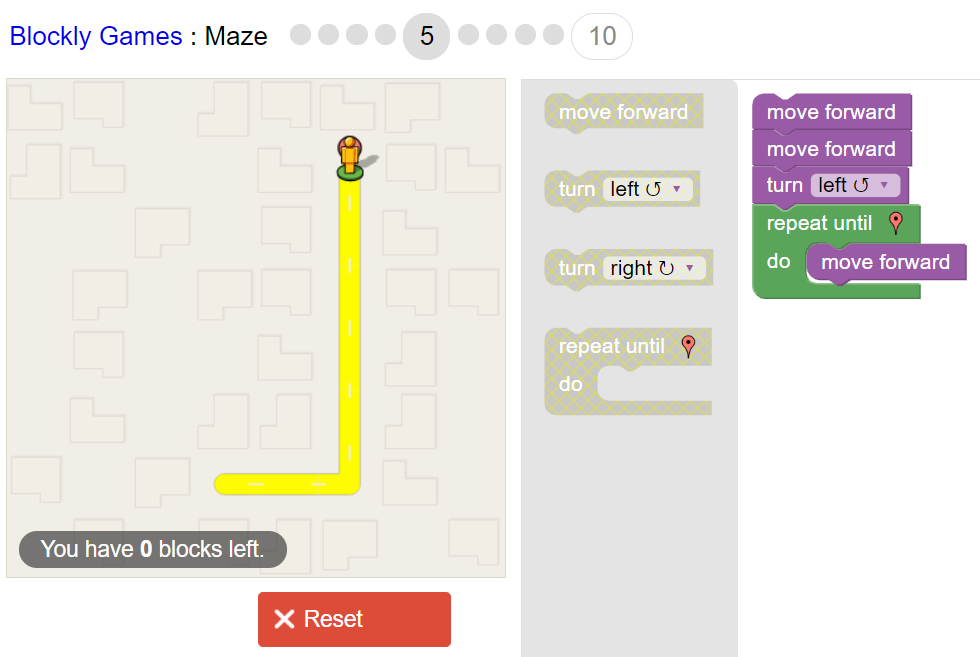 Blockly Games : Maze 5 10
move forward
turn left ↺ ▾
turn right ↻ ▾
repeat until
do
move forward
move forward
turn left ↺ ▾
repeat until
do move forward
You have 0 blocks left.
Reset